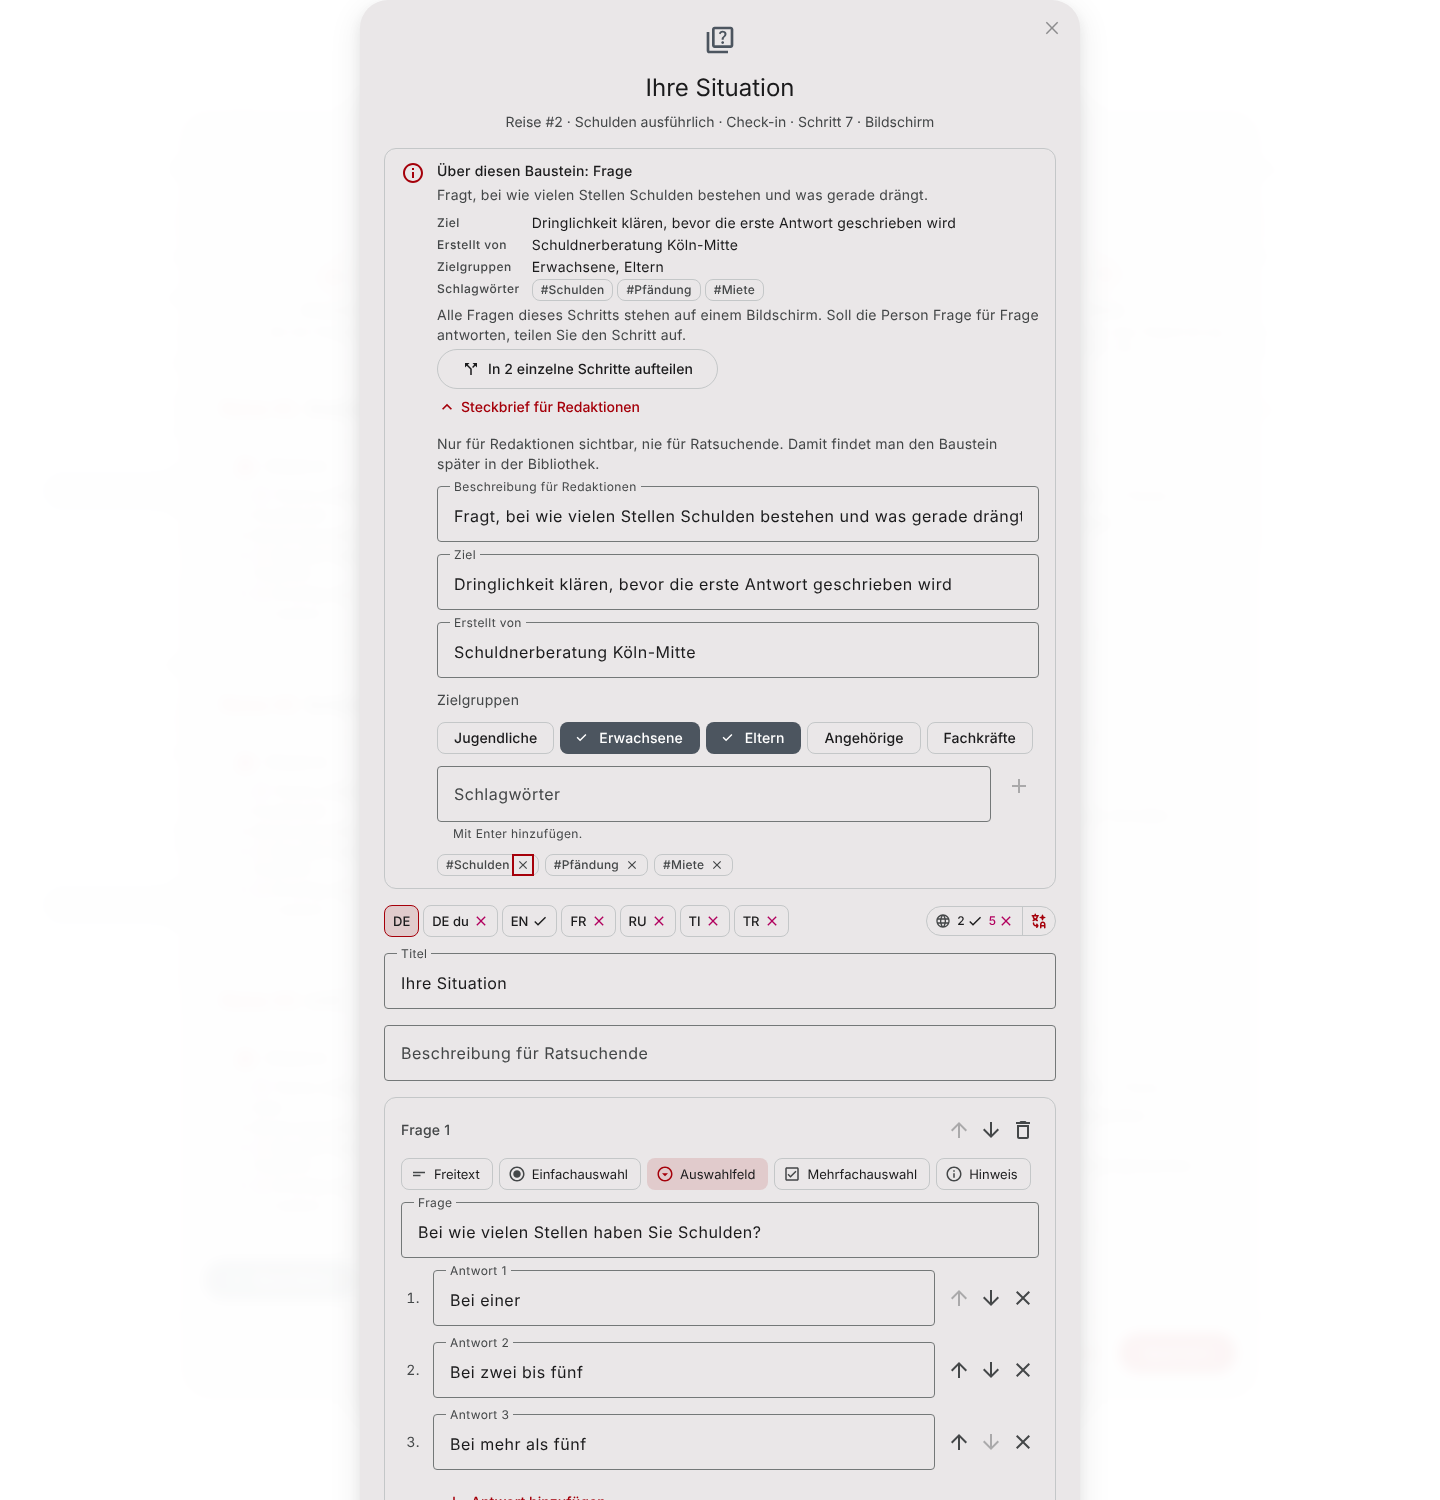 Ihre Situation
Reise #2 · Schulden ausführlich · Check-in · Schritt 7 · Bildschirm
Über diesen Baustein: Frage
Fragt, bei wie vielen Stellen Schulden bestehen und was gerade drängt.
Ziel Dringlichkeit klären, bevor die erste Antwort geschrieben wird
Erstellt von Schuldnerberatung Köln-Mitte
Zielgruppen Erwachsene, Eltern
Schlagwörter #Schulden #Pfändung #Miete
Alle Fragen dieses Schritts stehen auf einem Bildschirm. Soll die Person Frage für Frage
antworten, teilen Sie den Schritt auf.
In 2 einzelne Schritte aufteilen
Steckbrief für Redaktionen
Nur für Redaktionen sichtbar, nie für Ratsuchende. Damit findet man den Baustein
später in der Bibliothek.
Beschreibung für Redaktionen
Fragt, bei wie vielen Stellen Schulden bestehen und was gerade drängt
Ziel
Dringlichkeit klären, bevor die erste Antwort geschrieben wird
Erstellt von
Schuldnerberatung Köln-Mitte
Zielgruppen
Jugendliche Erwachsene Eltern Angehörige Fachkräfte
Schlagwörter
Mit Enter hinzufügen.
#Schulden #Pfändung #Miete
DE DE du EN FR RU TI TR 2 5
Titel
Ihre Situation
Beschreibung für Ratsuchende
Frage 1
Freitext Einfachauswahl Auswahlfeld Mehrfachauswahl Hinweis
Frage
Bei wie vielen Stellen haben Sie Schulden?
Antwort 1
1. Bei einer
Antwort 2
2. Bei zwei bis fünf
Antwort 3
3. Bei mehr als fünf
Antwort hinzufügen